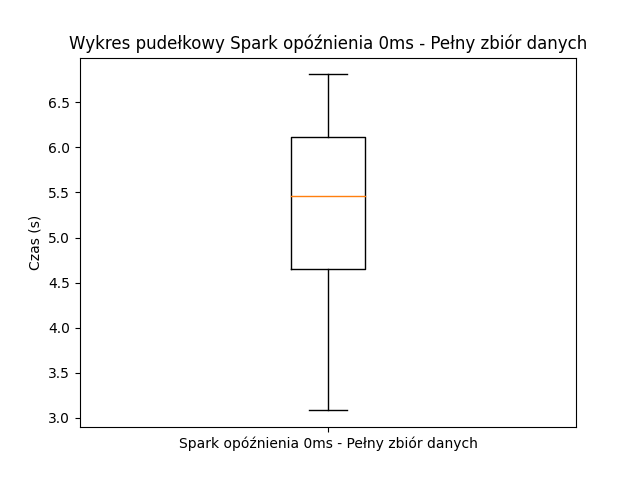 Wykres pudełkowy Spark opóźnienia 0ms - Pełny zbiór danych
6.5
6.0
5.5
5.0
4.5
4.0
3.5
3.0
Czas (s)
Spark opóźnienia 0ms - Pełny zbiór danych